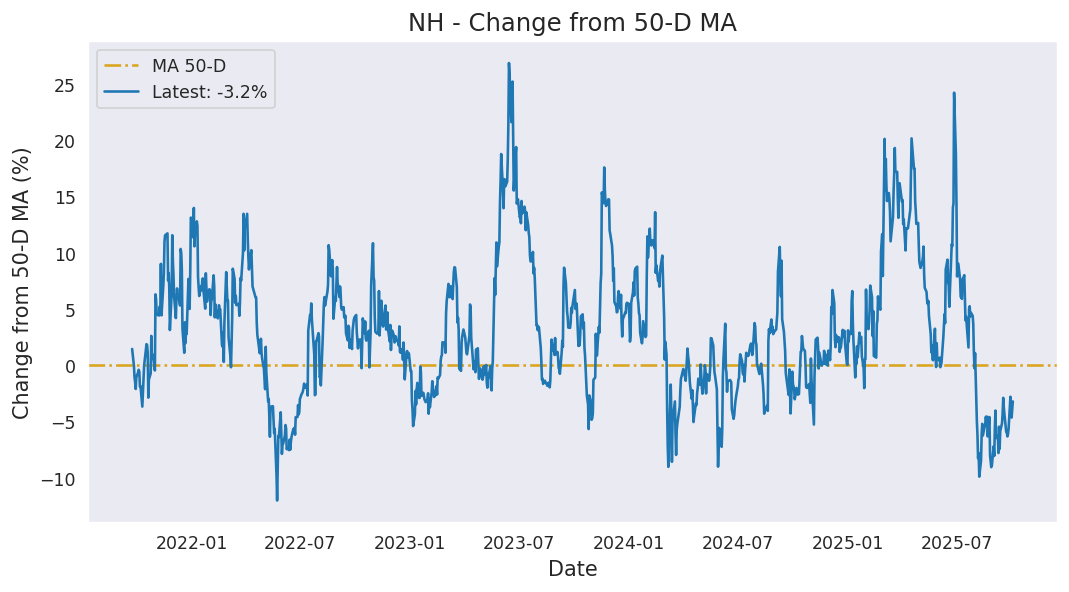 NH - Change from 50-D MA
MA 50-D
Latest: -3.2%
Change from 50-D MA (%)
25
20
15
10
5
0
−5
−10
2022-01 2022-07 2023-01 2023-07 2024-01 2024-07 2025-01 2025-07
Date